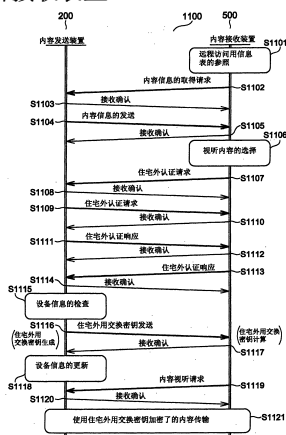 200
1100
500
内容发送装置
内容接收装置
S1101
远程访问用信息
表的参照
内容信息的取得请求
S1102
S1103
接收确认
S1104
内容信息的发送
S1105
接收确认
S1106
视听内容的选择
住宅外认证请求
S1107
S1108
接收确认
S1109
住宅外认证请求
S1110
接收确认
S1111
住宅外认证响应
S1112
接收确认
住宅外认证响应
S1113
S1114
接收确认
S1115
设备信息的检查
S1116
住宅外用交换密钥发送
(住宅外用
交换密钥生成)
(住宅外用交换
密钥计算)
接收确认
S1117
设备信息的更新
S1118
内容视听请求
S1119
S1120
接收确认
使用住宅外用交换密钥加密了的内容传输
S1121